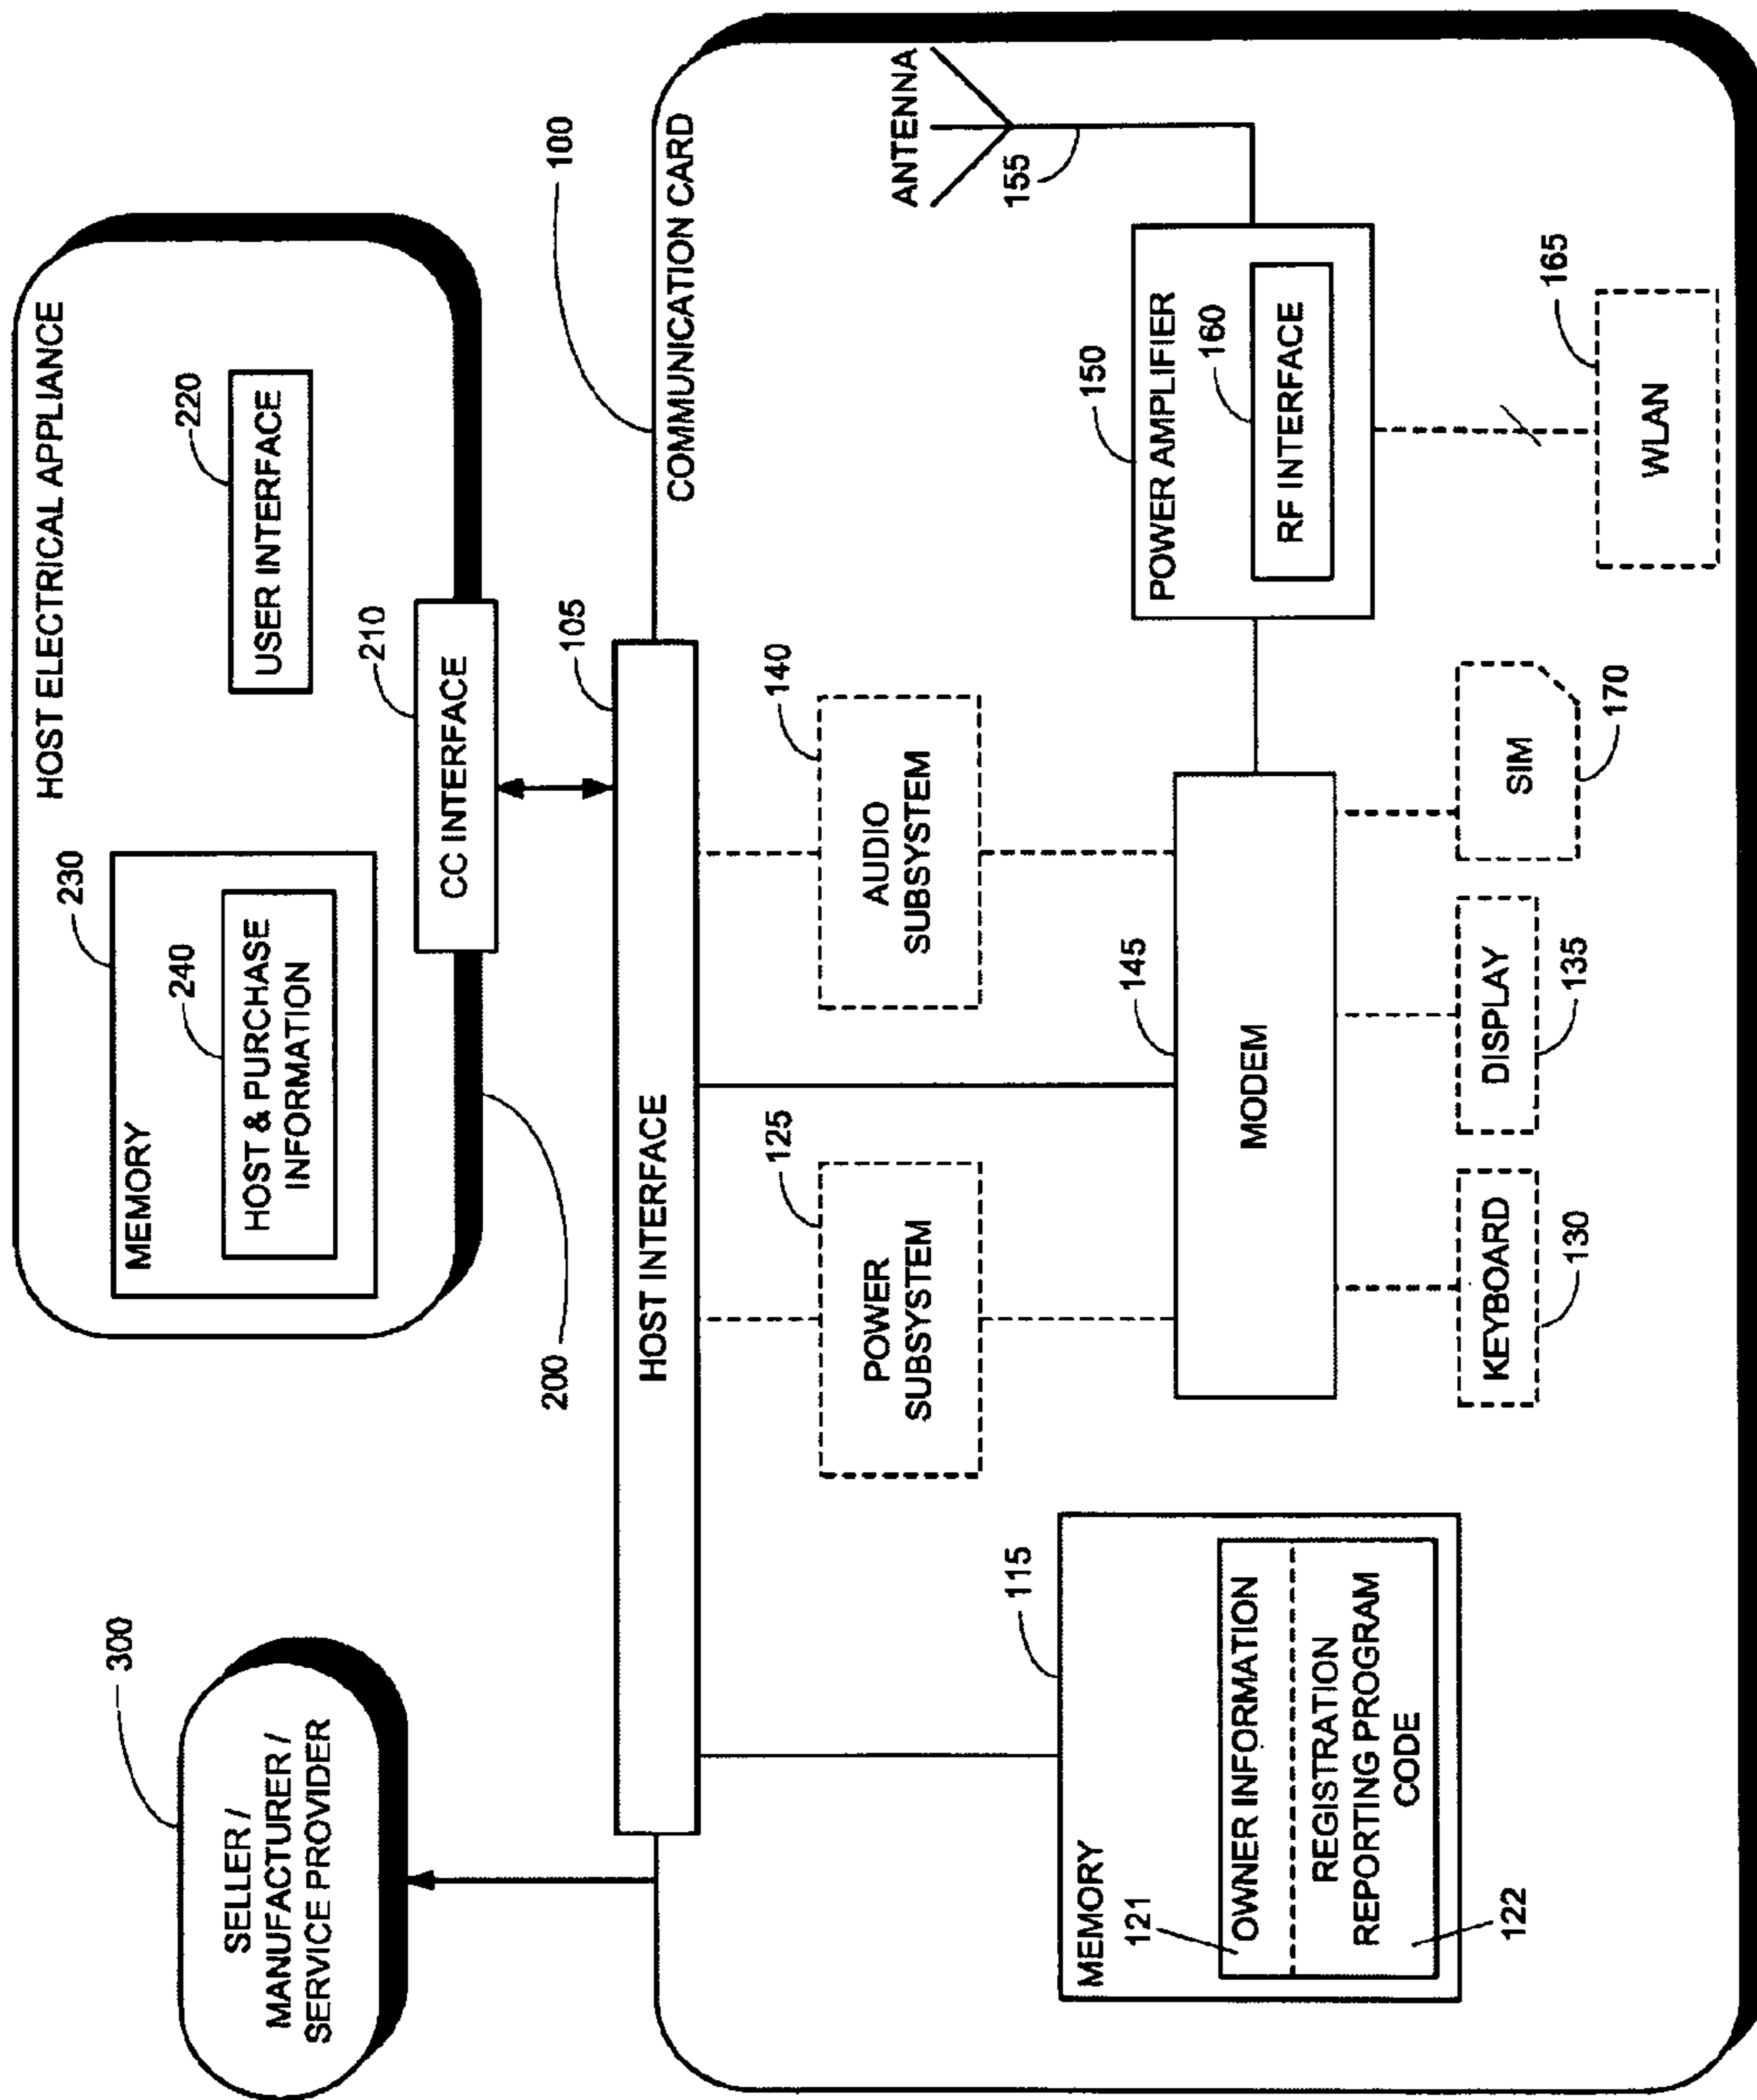 300
SELLER /
MANUFACTURER /
SERVICE PROVIDER
HOST ELECTRICAL APPLIANCE
230
MEMORY
240
HOST & PURCHASE
INFORMATION
220
USER INTERFACE
210
CC INTERFACE
200
100
COMMUNICATION CARD
105
HOST INTERFACE
125
POWER
SUBSYSTEM
140
AUDIO
SUBSYSTEM
ANTENNA
155
115
MEMORY
121
OWNER INFORMATION
REGISTRATION
REPORTING PROGRAM
CODE
122
145
MODEM
150
POWER AMPLIFIER
160
RF INTERFACE
KEYBOARD
130
DISPLAY
135
SIM
170
165
WLAN